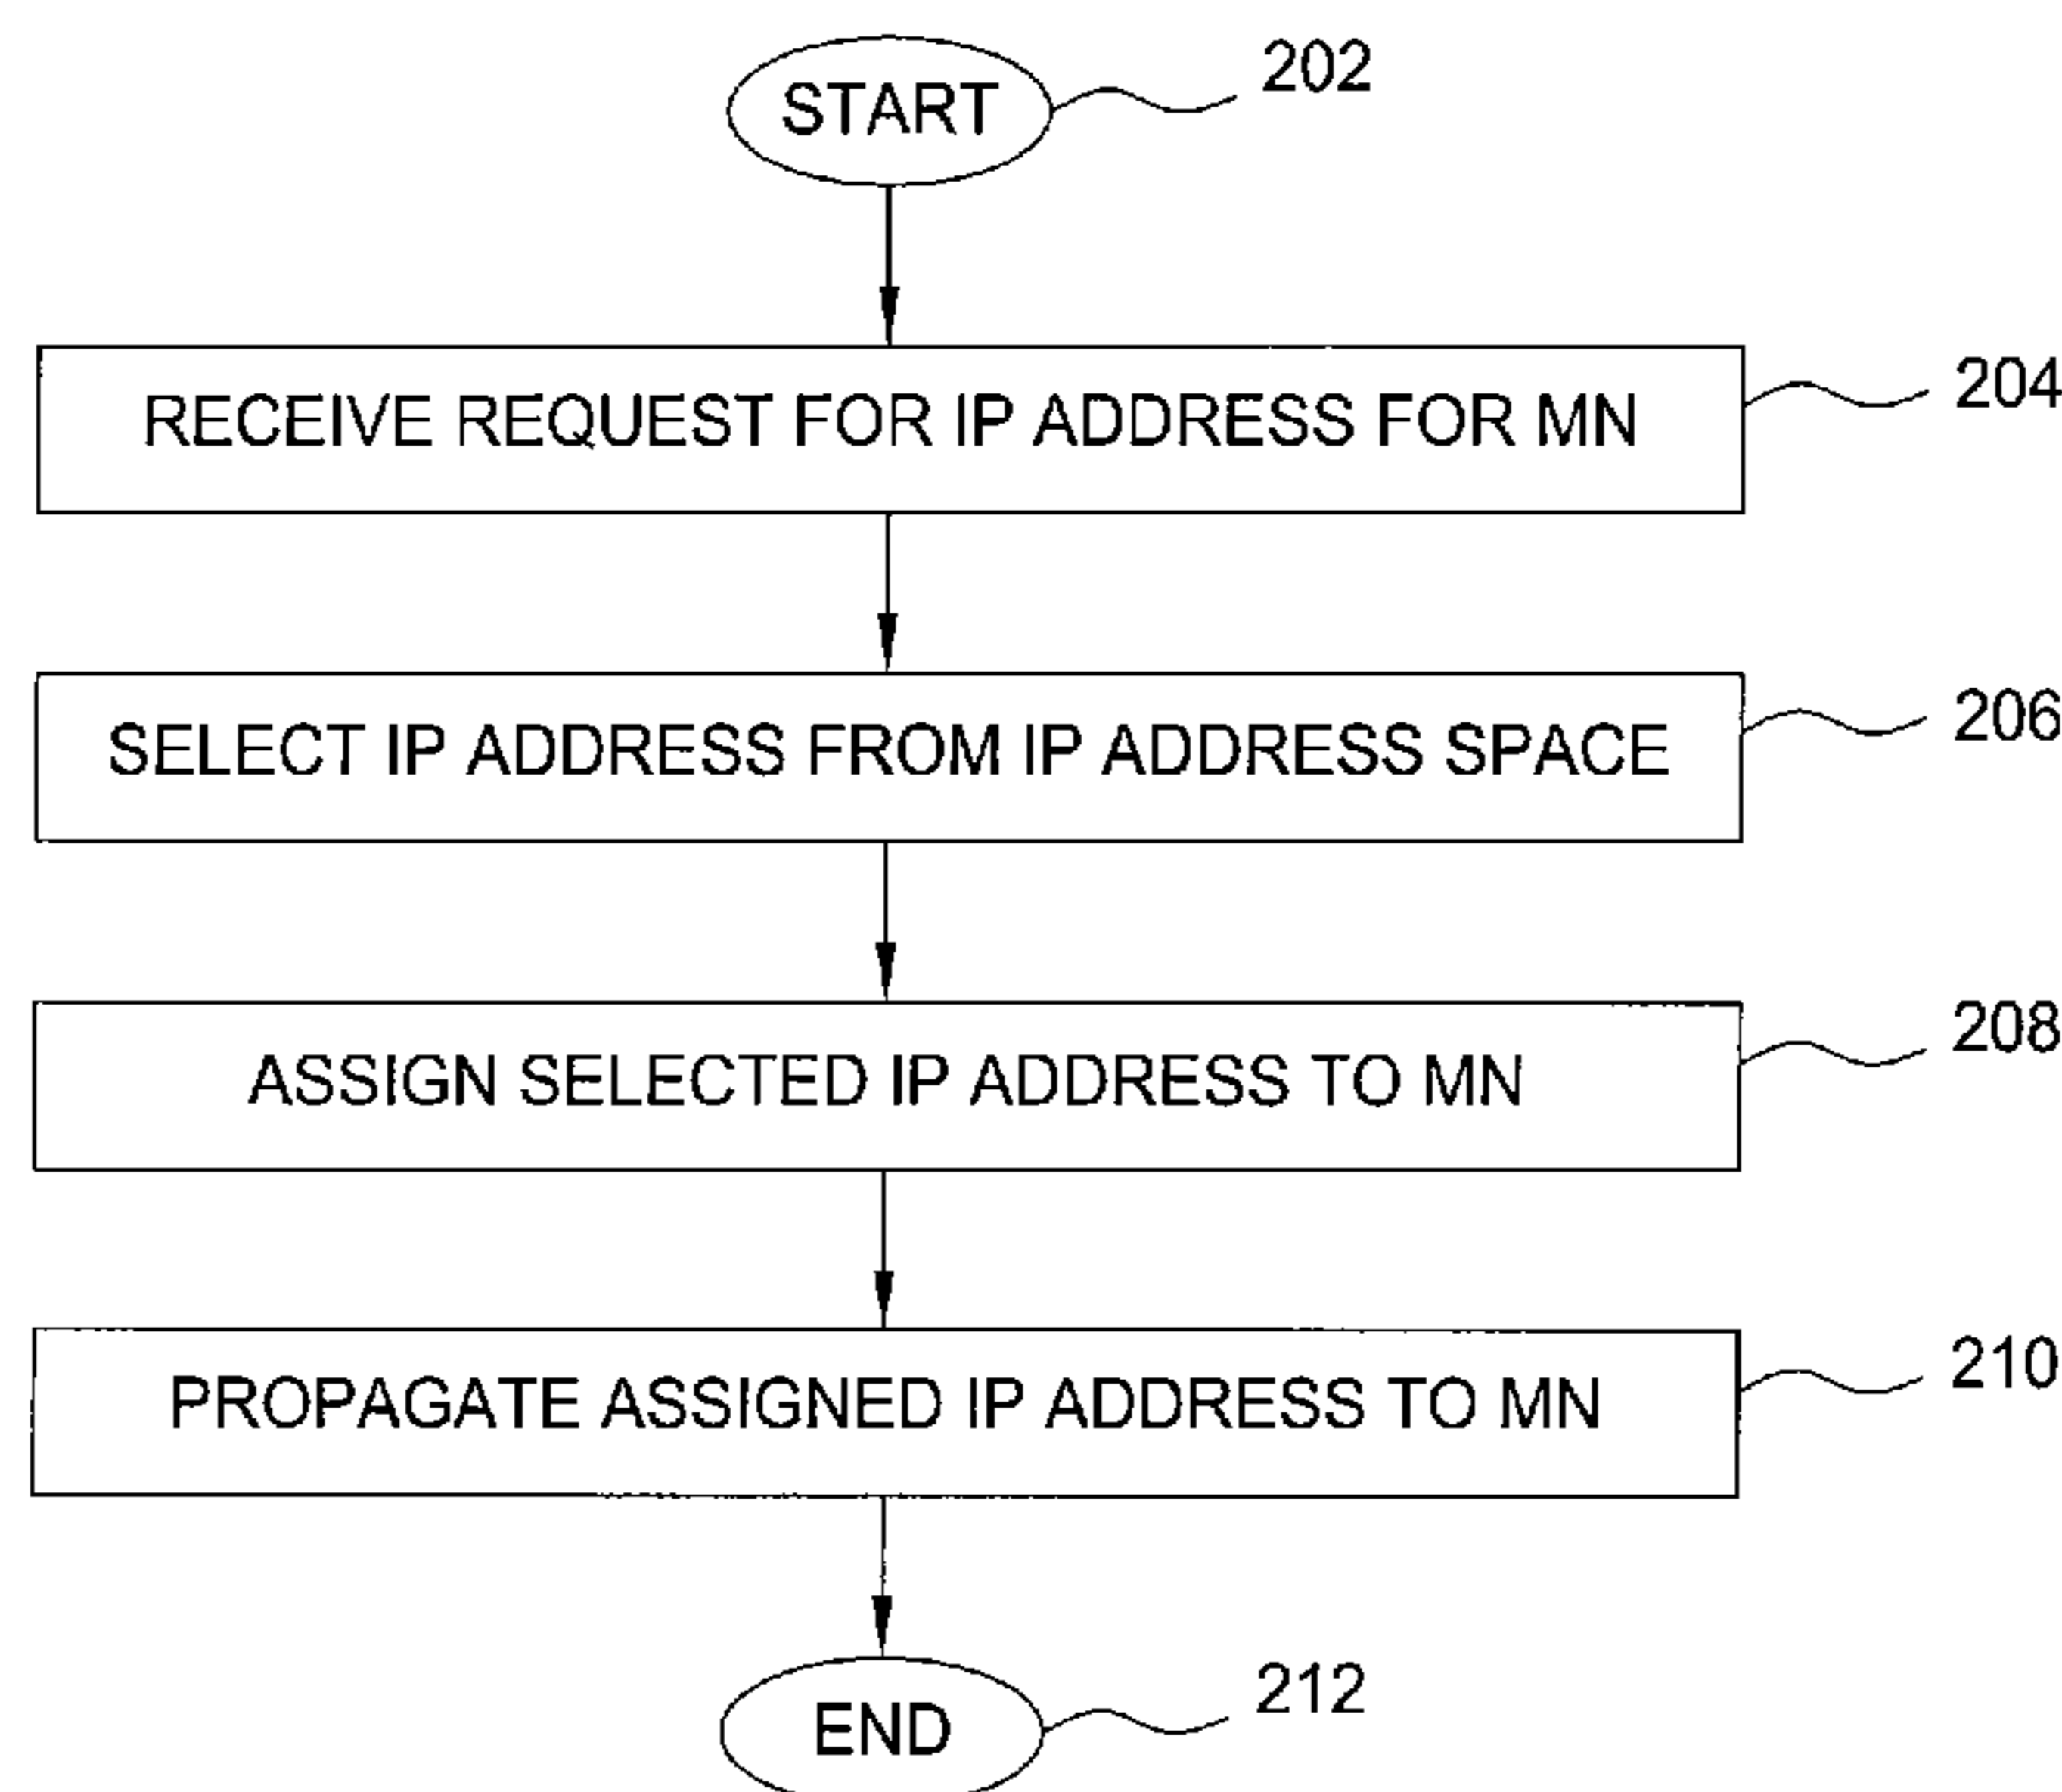 START
202
RECEIVE REQUEST FOR IP ADDRESS FOR MN
204
SELECT IP ADDRESS FROM IP ADDRESS SPACE
206
ASSIGN SELECTED IP ADDRESS TO MN
208
PROPAGATE ASSIGNED IP ADDRESS TO MN
210
END
212